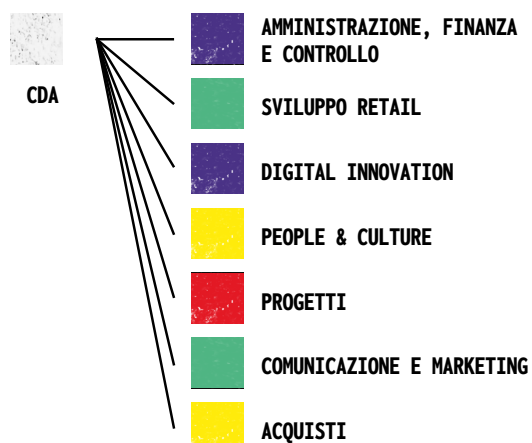 CDA
AMMINISTRAZIONE, FINANZA
E CONTROLLO
SVILUPPO RETAIL
DIGITAL INNOVATION
PEOPLE & CULTURE
PROGETTI
COMUNICAZIONE E MARKETING
ACQUISTI